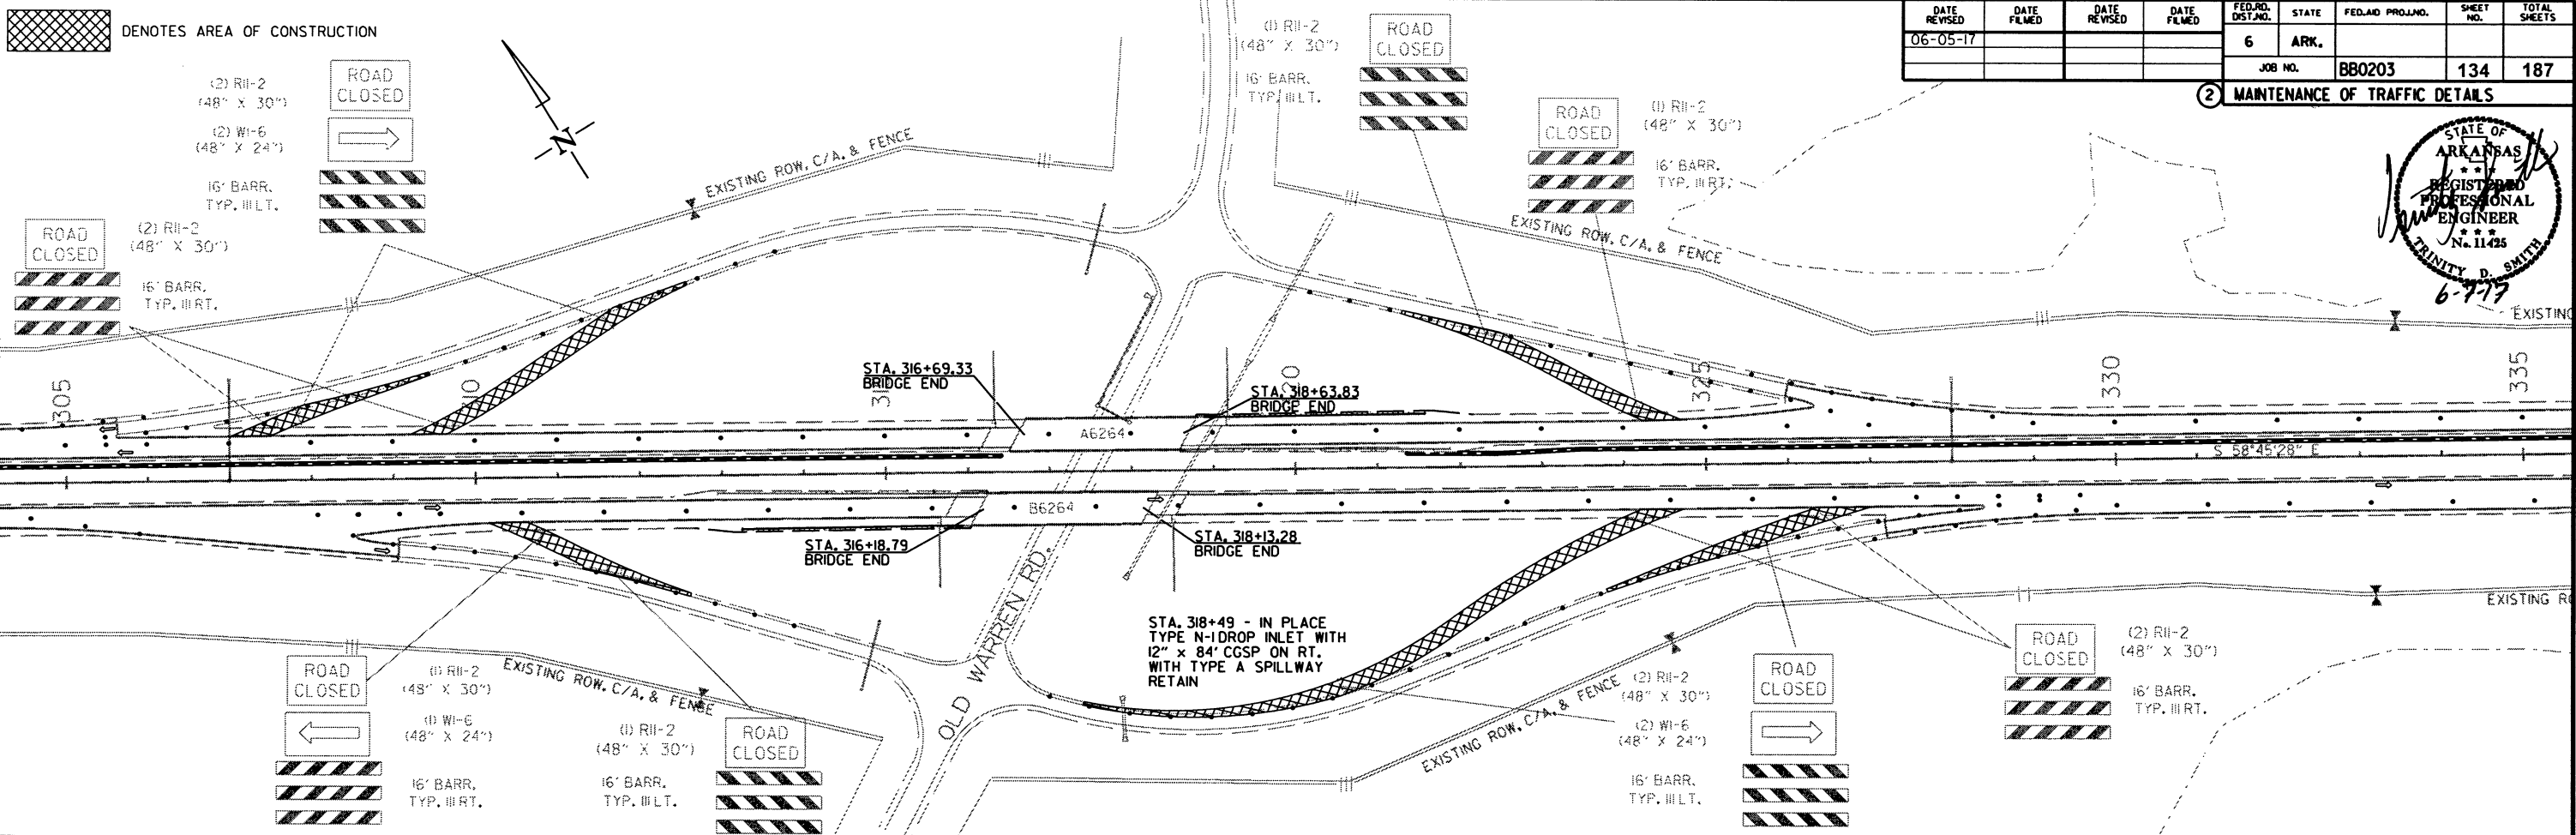 DENOTES AREA OF CONSTRUCTION
DATE REVISED
DATE FILMED
DATE REVISED
DATE FILMED
FED.RD. DIST.NO.
STATE
FED.AID PROJ.NO.
SHEET NO.
TOTAL SHEETS
06-05-17
6
ARK.
JOB NO.
BB0203
134
187
2 MAINTENANCE OF TRAFFIC DETAILS
STATE OF
ARKANSAS
REGISTERED
PROFESSIONAL
ENGINEER
No. 11425
TRINITY D. SMITH
6-7-17
(2) R11-2
(48" X 30")
ROAD
CLOSED
(2) W1-6
(48" X 24")
16' BARR.
TYP. III LT.
ROAD
CLOSED
(2) R11-2
(48" X 30")
16' BARR.
TYP. III RT.
(1) R11-2
(48" X 30")
ROAD
CLOSED
16' BARR.
TYP. III LT.
ROAD
CLOSED
(1) R11-2
(48" X 30")
16' BARR.
TYP. III RT.
EXISTING ROW, C/A, & FENCE
EXISTING ROW, C/A, & FENCE
EXISTING
305
310
320
325
330
335
STA. 316+69.33
BRIDGE END
STA. 318+63.83
BRIDGE END
A6264
S 58°45'28" E
B6264
STA. 316+18.79
BRIDGE END
STA. 318+13.28
BRIDGE END
OLD WARREN RD.
STA. 318+49 - IN PLACE
TYPE N-1 DROP INLET WITH
12" x 84' CGSP ON RT.
WITH TYPE A SPILLWAY
RETAIN
EXISTING R
EXISTING ROW, C/A, & FENCE
EXISTING ROW, C/A, & FENCE
ROAD
CLOSED
(1) R11-2
(48" X 30")
(1) W1-6
(48" X 24")
16' BARR.
TYP. III RT.
(1) R11-2
(48" X 30")
ROAD
CLOSED
16' BARR.
TYP. III LT.
(2) R11-2
(48" X 30")
ROAD
CLOSED
(2) W1-6
(48" X 24")
16' BARR.
TYP. III LT.
ROAD
CLOSED
(2) R11-2
(48" X 30")
16' BARR.
TYP. III RT.